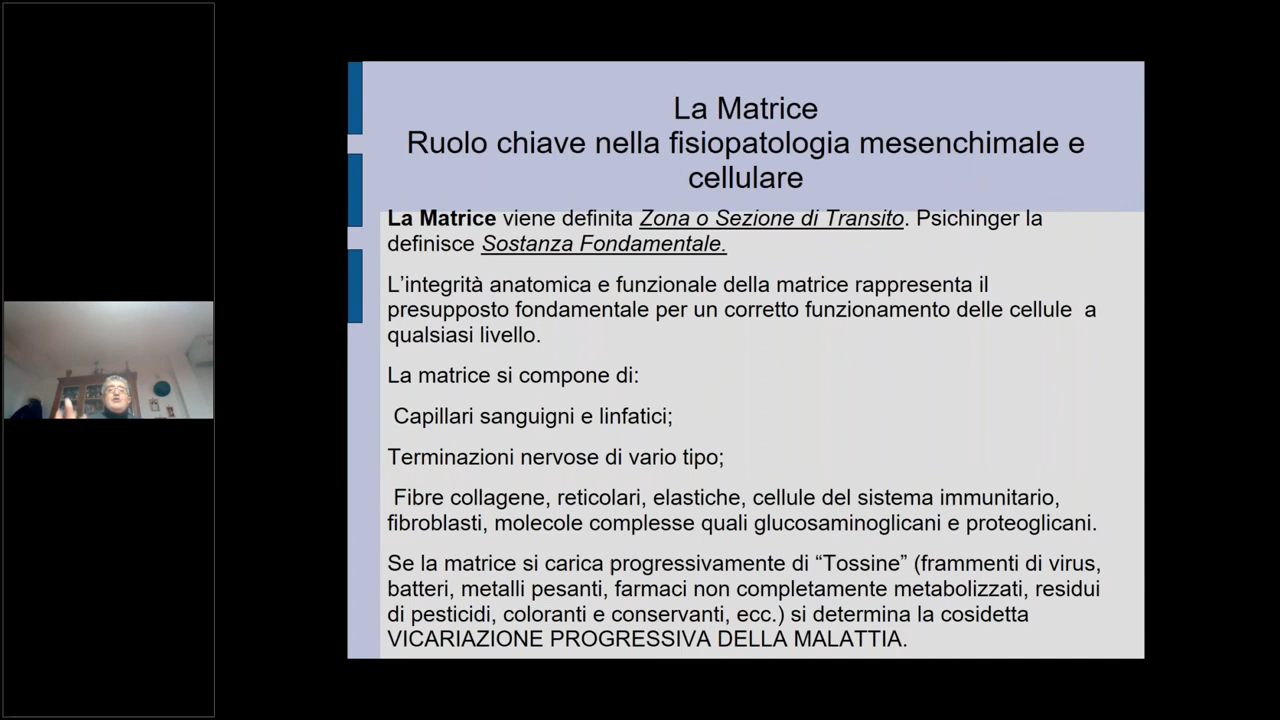 La Matrice
Ruolo chiave nella fisiopatologia mesenchimale e
cellulare
La Matrice viene definita Zona o Sezione di Transito. Psichinger la
definisce Sostanza Fondamentale.
L’integrità anatomica e funzionale della matrice rappresenta il
presupposto fondamentale per un corretto funzionamento delle cellule a
qualsiasi livello.
La matrice si compone di:
Capillari sanguigni e linfatici;
Terminazioni nervose di vario tipo;
Fibre collagene, reticolari, elastiche, cellule del sistema immunitario,
fibroblasti, molecole complesse quali glucosaminoglicani e proteoglicani.
Se la matrice si carica progressivamente di “Tossine” (frammenti di virus,
batteri, metalli pesanti, farmaci non completamente metabolizzati, residui
di pesticidi, coloranti e conservanti, ecc.) si determina la cosidetta
VICARIAZIONE PROGRESSIVA DELLA MALATTIA.